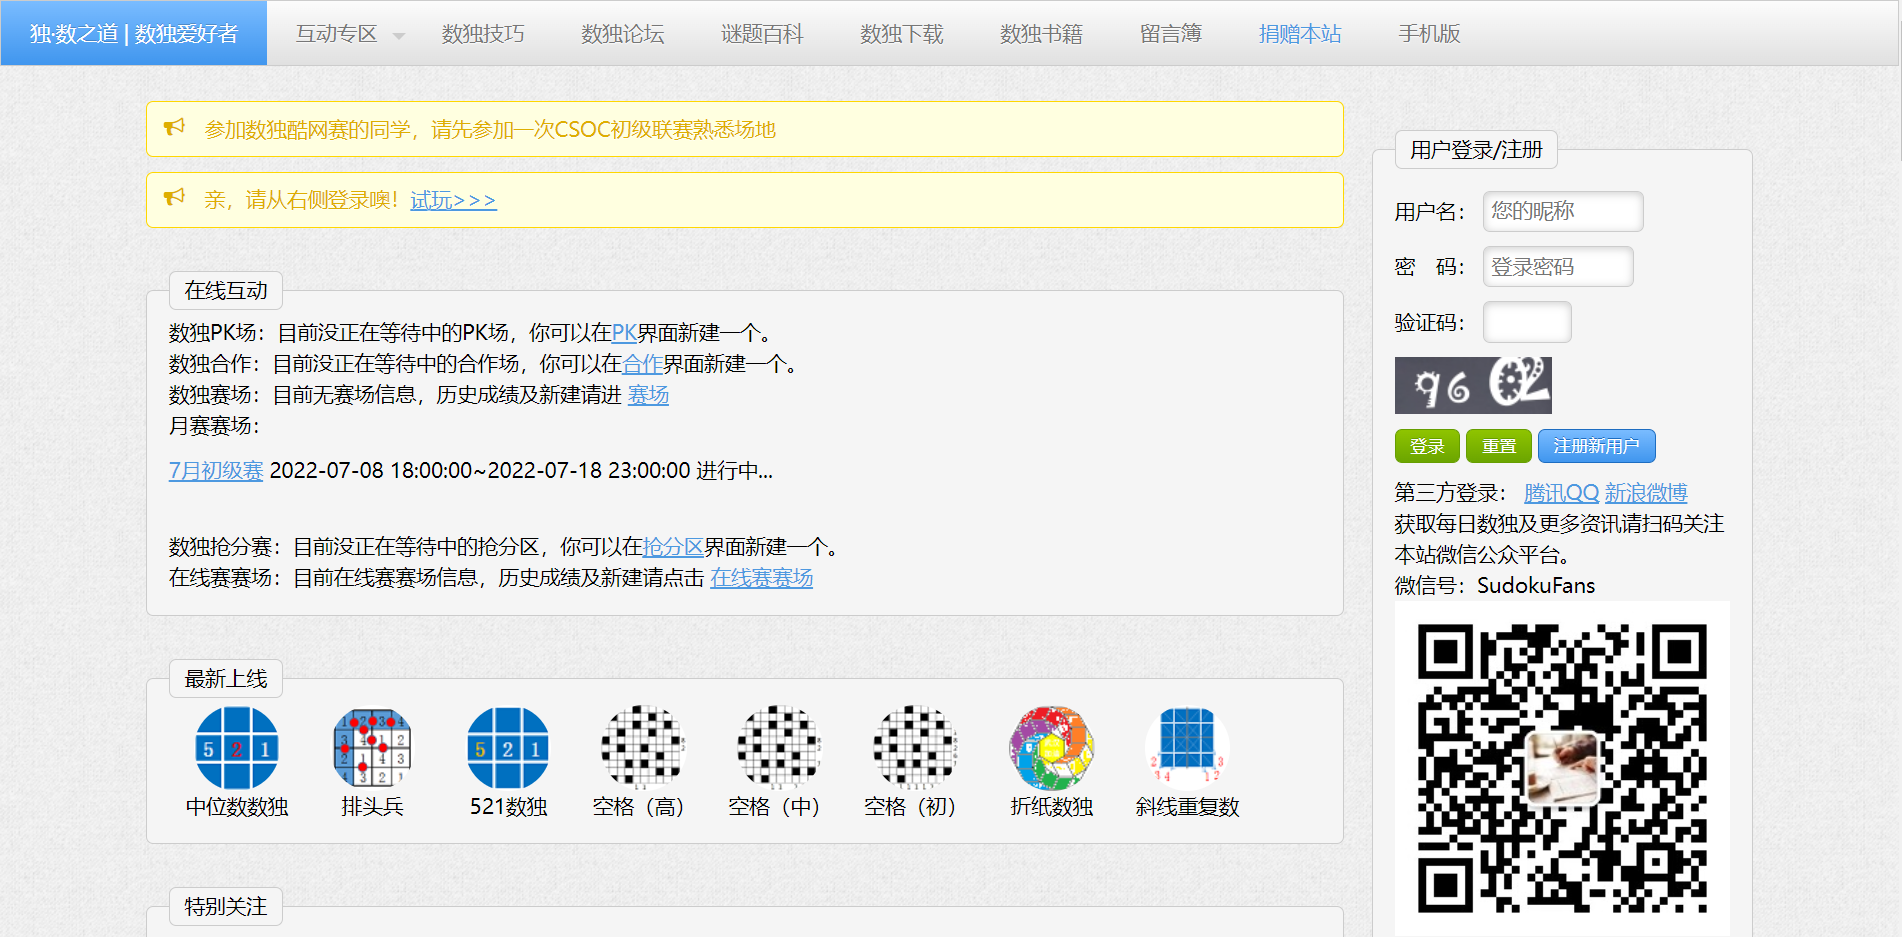 独·数之道 | 数独爱好者 互动专区 数独技巧 数独论坛 谜题百科 数独下载 数独书籍 留言簿 捐赠本站 手机版
参加数独酷网赛的同学，请先参加一次CSOC初级联赛熟悉场地
亲，请从右侧登录噢！试玩>>>
在线互动
数独PK场：目前没正在等待中的PK场，你可以在PK界面新建一个。
数独合作：目前没正在等待中的合作场，你可以在合作界面新建一个。
数独赛场：目前无赛场信息，历史成绩及新建请进 赛场
月赛赛场：
7月初级赛 2022-07-08 18:00:00~2022-07-18 23:00:00 进行中...
数独抢分赛：目前没正在等待中的抢分区，你可以在抢分区界面新建一个。
在线赛赛场：目前在线赛赛场信息，历史成绩及新建请点击 在线赛赛场
最新上线
5 2 1
5 2 1
中位数数独 排头兵 521数独 空格（高） 空格（中） 空格（初） 折纸数独 斜线重复数
特别关注
用户登录/注册
用户名： 您的昵称
密 码： 登录密码
验证码：
96 02
登录 重置 注册新用户
第三方登录： 腾讯QQ 新浪微博
获取每日数独及更多资讯请扫码关注
本站微信公众平台。
微信号：SudokuFans